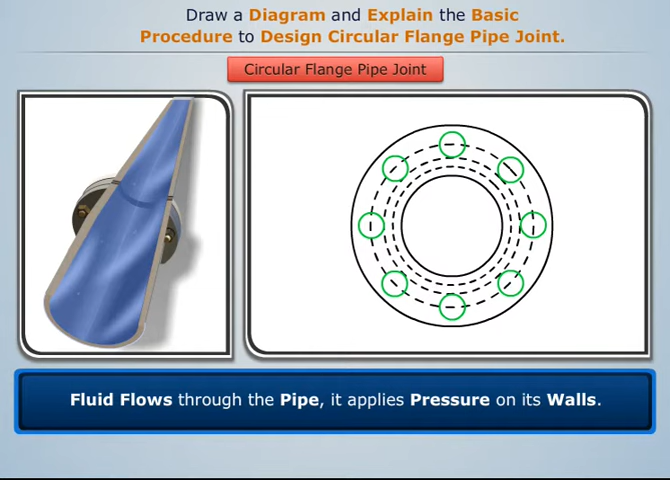 Draw a Diagram and Explain the Basic
Procedure to Design Circular Flange Pipe Joint.
Circular Flange Pipe Joint
Fluid Flows through the Pipe, it applies Pressure on its Walls.